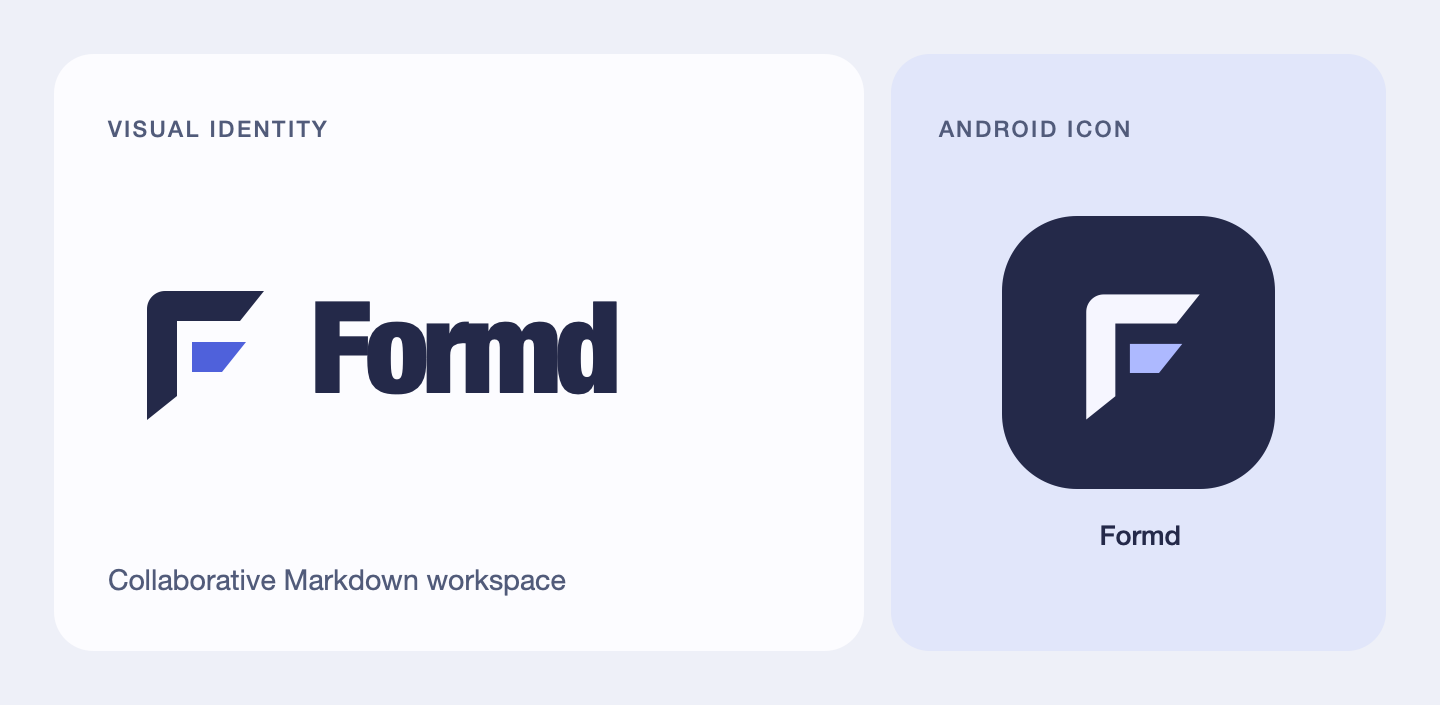 VISUAL IDENTITY
Formd
Collaborative Markdown workspace
ANDROID ICON
Formd